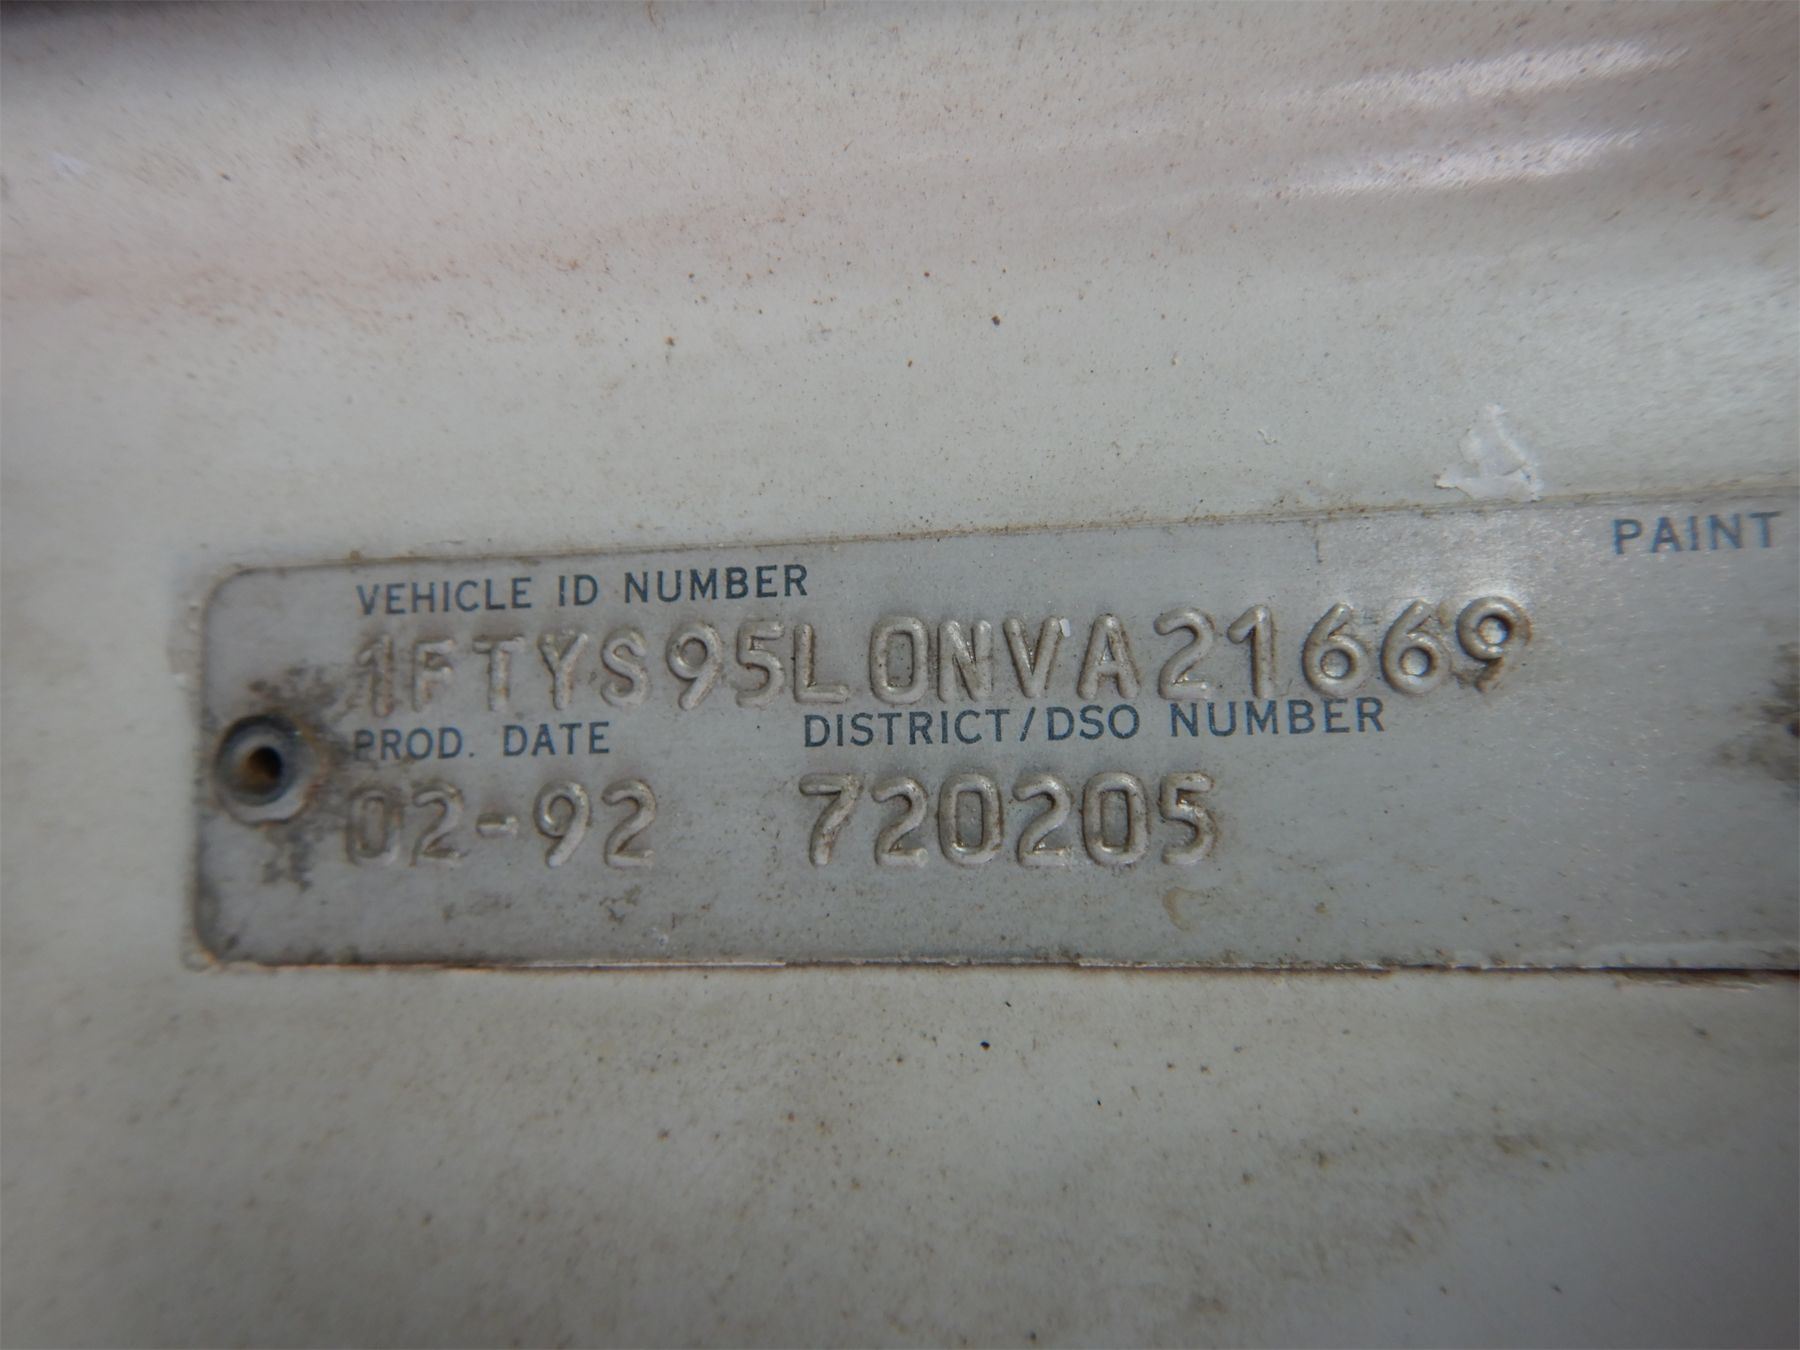 PAINT
VEHICLE ID NUMBER
1FTYS95L0NVA21669
PROD. DATE DISTRICT/DSO NUMBER
02-92 720205